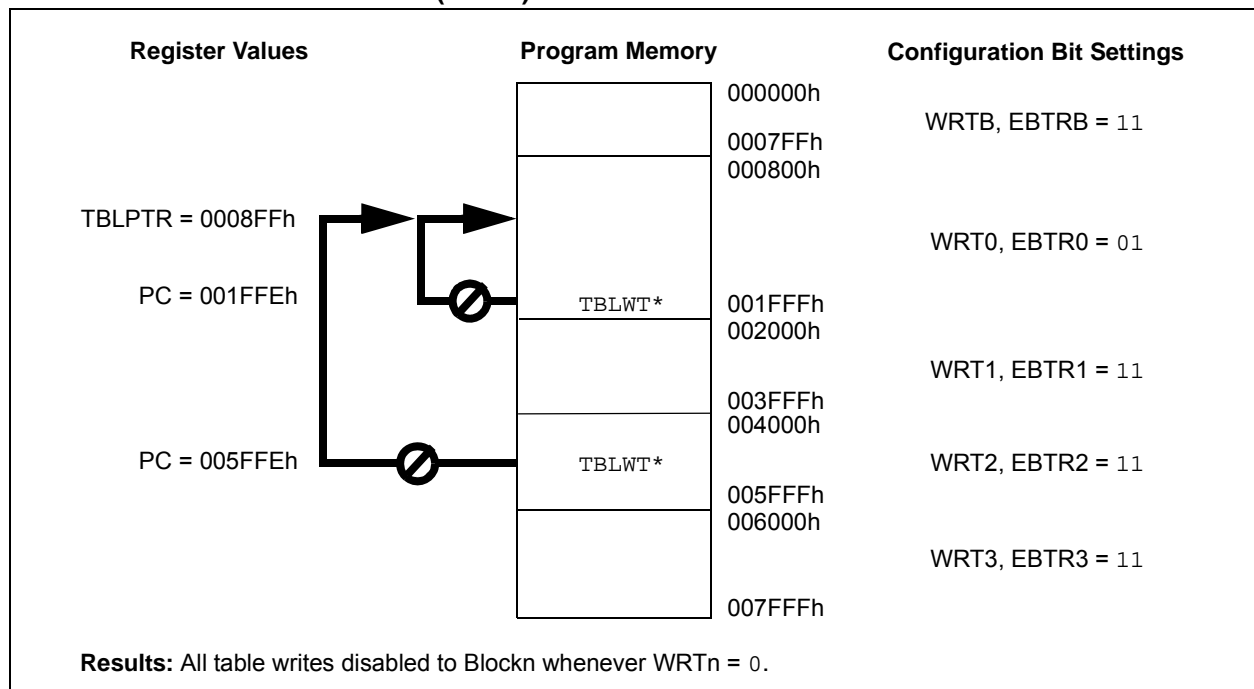 Register Values Program Memory Configuration Bit Settings
000000h
WRTB, EBTRB = 11
0007FFh
000800h
TBLPTR = 0008FFh
WRT0, EBTR0 = 01
PC = 001FFEh TBLWT* 001FFFh
002000h
WRT1, EBTR1 = 11
003FFFh
004000h
PC = 005FFEh TBLWT* WRT2, EBTR2 = 11
005FFFh
006000h
WRT3, EBTR3 = 11
007FFFh
Results: All table writes disabled to Blockn whenever WRTn = 0.